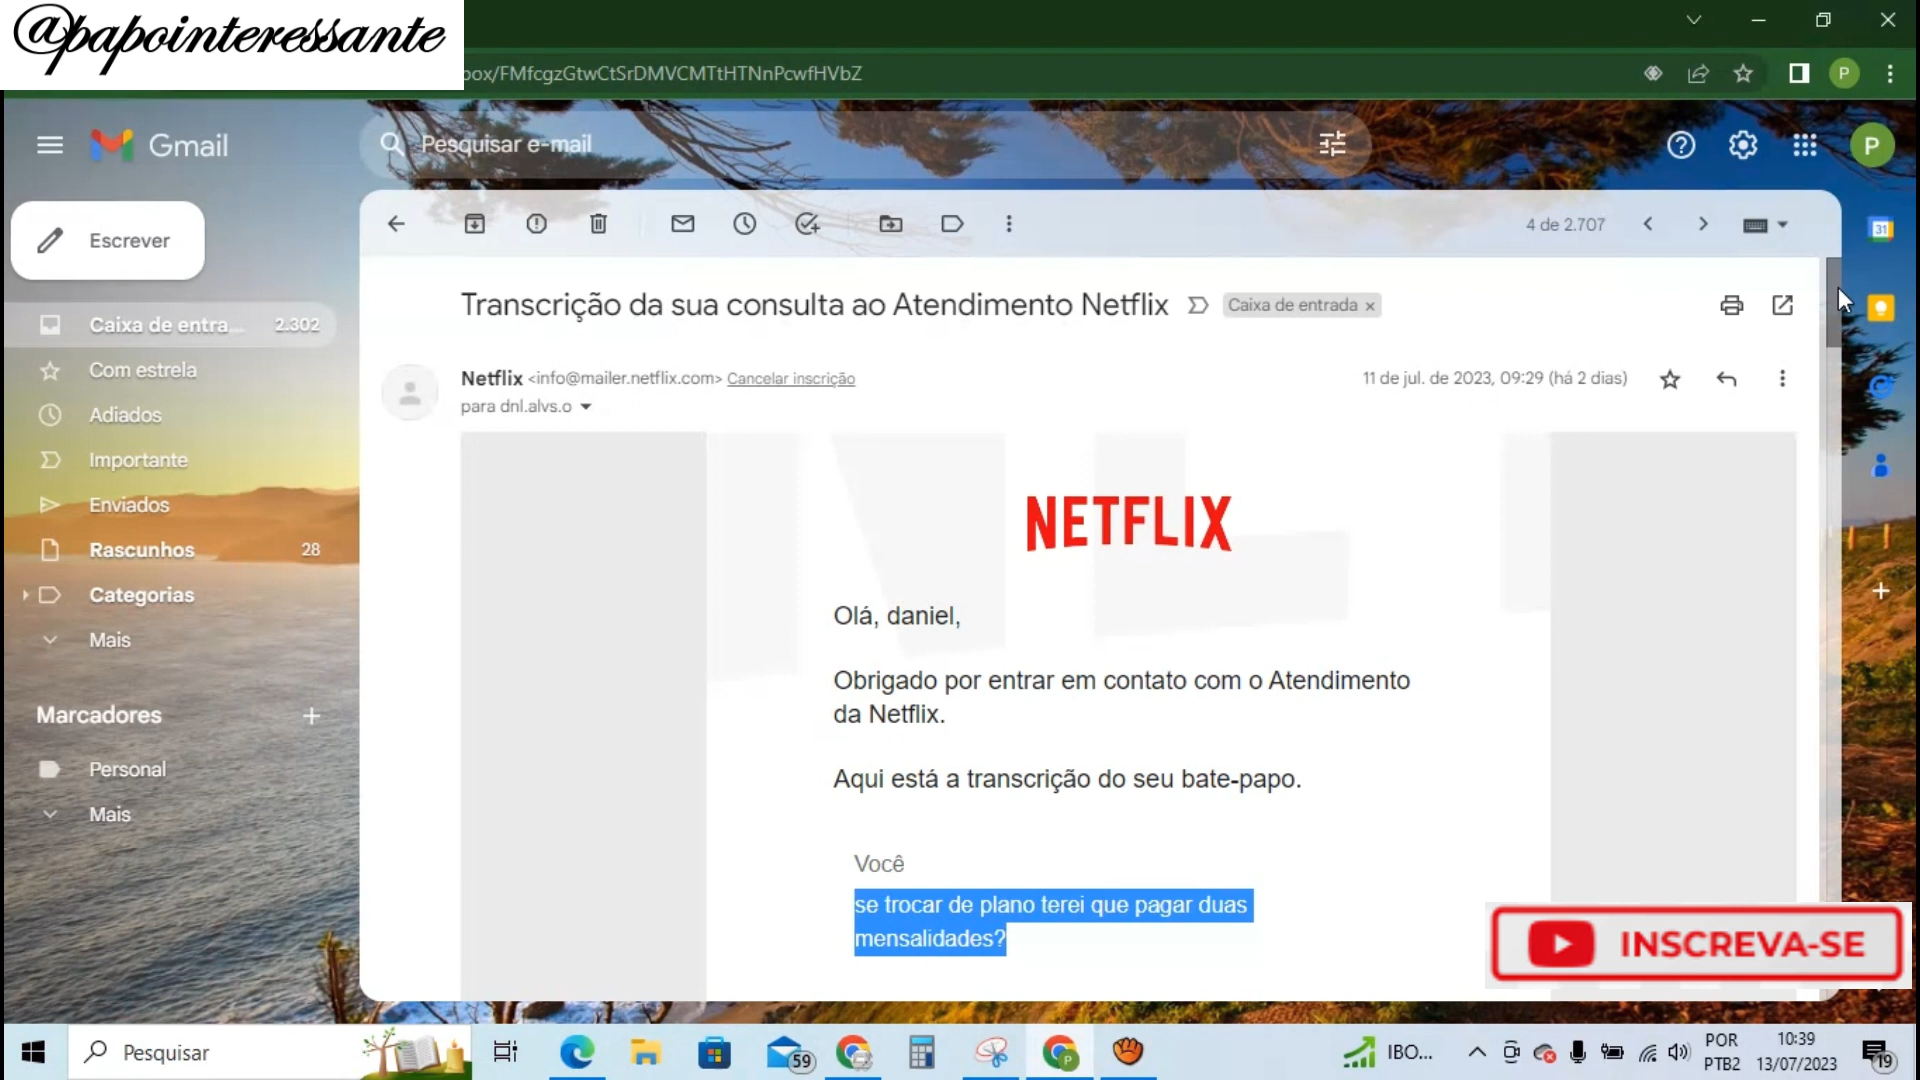 @papointeressante
box/FMfcgzGtwCtSrDMVCMTtHTNnPcwfHVbZ
P
Gmail
Pesquisar e-mail
P
Escrever
4 de 2.707
31
Transcrição da sua consulta ao Atendimento Netflix
Caixa de entrada ×
Caixa de entra... 2.302
Com estrela
Netflix <info@mailer.netflix.com> Cancelar inscrição
11 de jul. de 2023, 09:29 (há 2 dias)
para dnl.alvs.o
Adiados
Importante
Enviados
Rascunhos 28
Categorias
Mais
Marcadores +
Personal
Mais
NETFLIX
Olá, daniel,
Obrigado por entrar em contato com o Atendimento
da Netflix.
Aqui está a transcrição do seu bate-papo.
Você
se trocar de plano terei que pagar duas
mensalidades?
INSCREVA-SE
Pesquisar
59
P
IBO...
POR
PTB2
10:39
13/07/2023
19